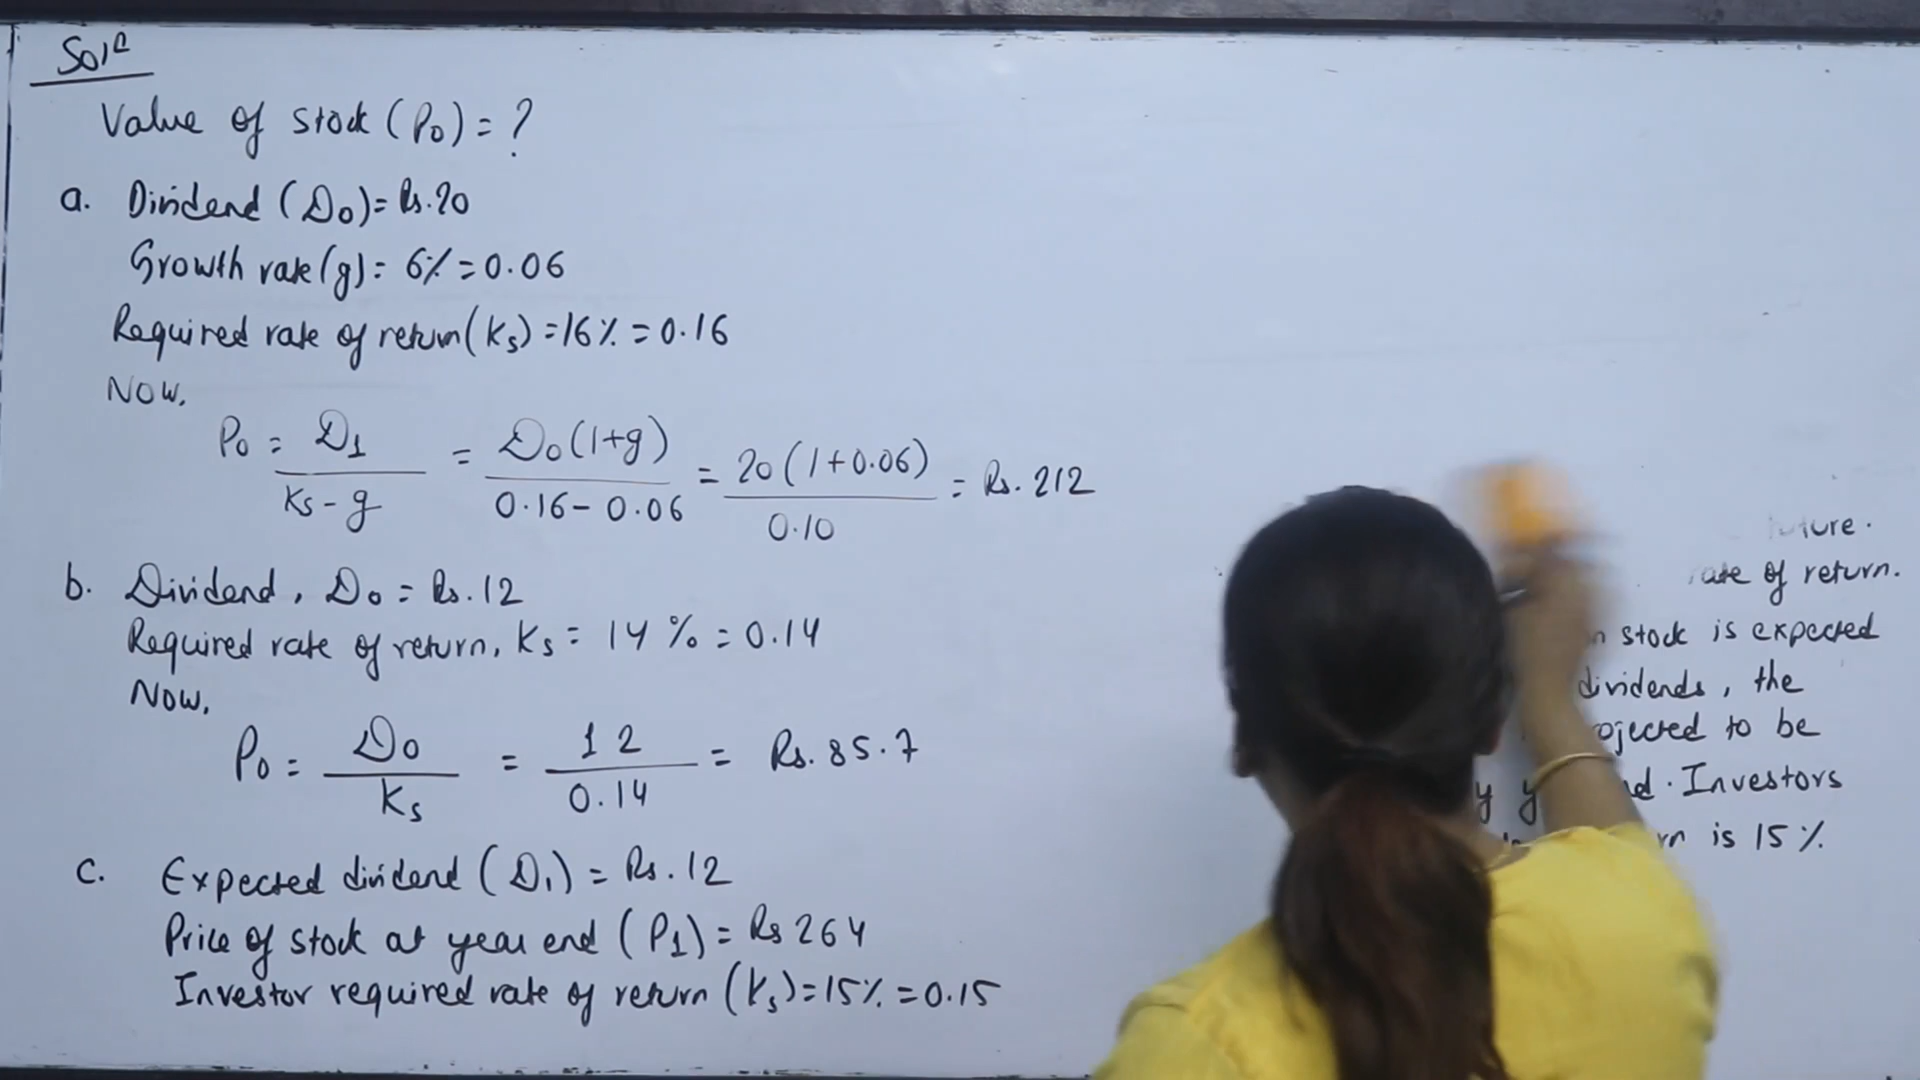 Solⁿ
Value of stock (P₀) = ?
a. Dividend (D₀) = Rs. 20
Growth rate (g) = 6% = 0.06
Required rate of return (Ks) = 16% = 0.16
Now,
P₀ = D₁ / Ks - g = D₀(1+g) / 0.16 - 0.06 = 20(1+0.06) / 0.10 = Rs. 212
b. Dividend, D₀ = Rs. 12
Required rate of return, Ks = 14% = 0.14
Now,
P₀ = D₀ / Ks = 12 / 0.14 = Rs. 85.7
c. Expected dividend (D₁) = Rs. 12
Price of stock at year end (P₁) = Rs 264
Investor required rate of return (Ks) = 15% = 0.15
of return.
stock is expected
dividends, the
to be
Investors
is 15%.